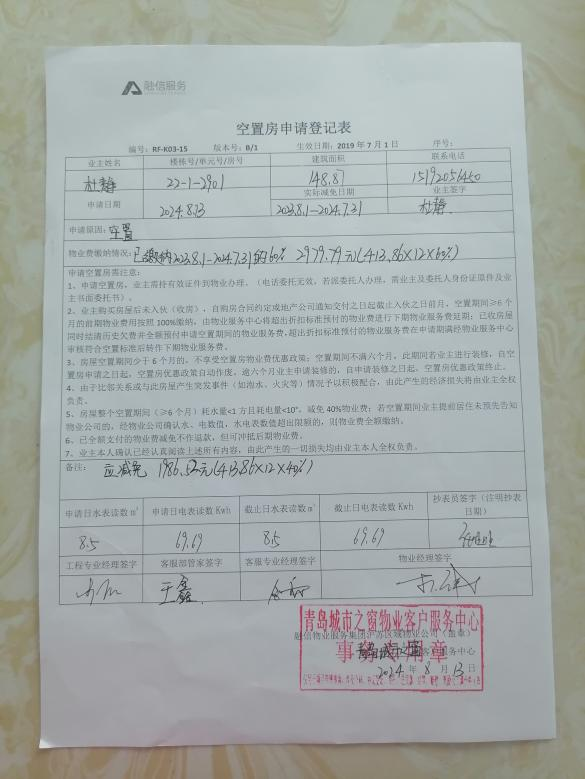 融信服务
空置房申请登记表
编号：RF-K03-15 版本号：B/1 生效日期：2019年7月1日 序号：
业主姓名 楼栋号/单元号/房号 建筑面积 联系电话
杜静 22-1-2901 148.87 15192056450
申请日期 实际减免日期 业主签字
2024.8.13 2023.8.1-2024.7.31 杜静
申请原因：空置
物业费缴纳情况：已缴纳2023.8.1-2024.7.31的60% 2979.79元(413.86×12×60%)
申请空置房需注意：
1、申请空置房，业主需持有效证件到物业办理，（电话委托无效，若派委托人办理，需业主及委托人身份证原件及业
主书面委托书）。
2、业主购买房屋后未入伙（收房），自购房合同约定或地产公司通知交付之日起截止入伙之日前月，空置期间≥6个
月的前期物业费用按照100%缴纳，由物业服务中心将超出折扣标准预付的费用进行下期物业服务费延期；已收房屋
同时结清历史欠费并全额预付申请空置期间的物业服务费，超出折扣标准预付的物业服务费在申请期满经物业服务中心
审核符合空置标准后转作下期物业服务费。
3、房屋空置期间少于6个月的，不享受空置房物业费优惠政策；空置期间不满六个月，此期间若业主进行装修，自空
置房申请之日起，空置房优惠政策自动作废。逾六个月业主申请装修的，自申请装修之日起，空置房优惠政策终止。
4、由于比邻关系或与此房屋产生突发事件（如泡水、火灾等）情况予以积极配合，由此产生的经济损失将由业主全权
负责。
5、房屋整个空置期间（≥6个月）耗水量<1方且耗电量<10°，减免40%物业费；若空置期间业主提前居住未预先告知
物业公司的，经物业公司确认水、电数值，水电表数值超出限额的，则物业费全额缴纳。
6、已全额支付的物业费减免不作退款，但可冲抵后期物业费。
7、业主本人确认已经认真阅读上述所有内容，由此产生的一切损失均由业主本人全权负责。
备注： 应减免 1986.52元(413.86×12×40%)
申请日水表读数m³ 申请日电表读数Kwh 截止日水表读数m³ 截止日电表读数Kwh 抄表员签字（注明抄表
日期）
8.5 69.69 8.5 69.69
工程专业经理签字 客服部管家签字 客服专业经理签字 物业经理签字
王鑫
青岛城市之窗物业客户服务中心
融信物业服务集团沪苏区域物业公司（盖章）
事务专用章
客户服务中心
2024年8月13日